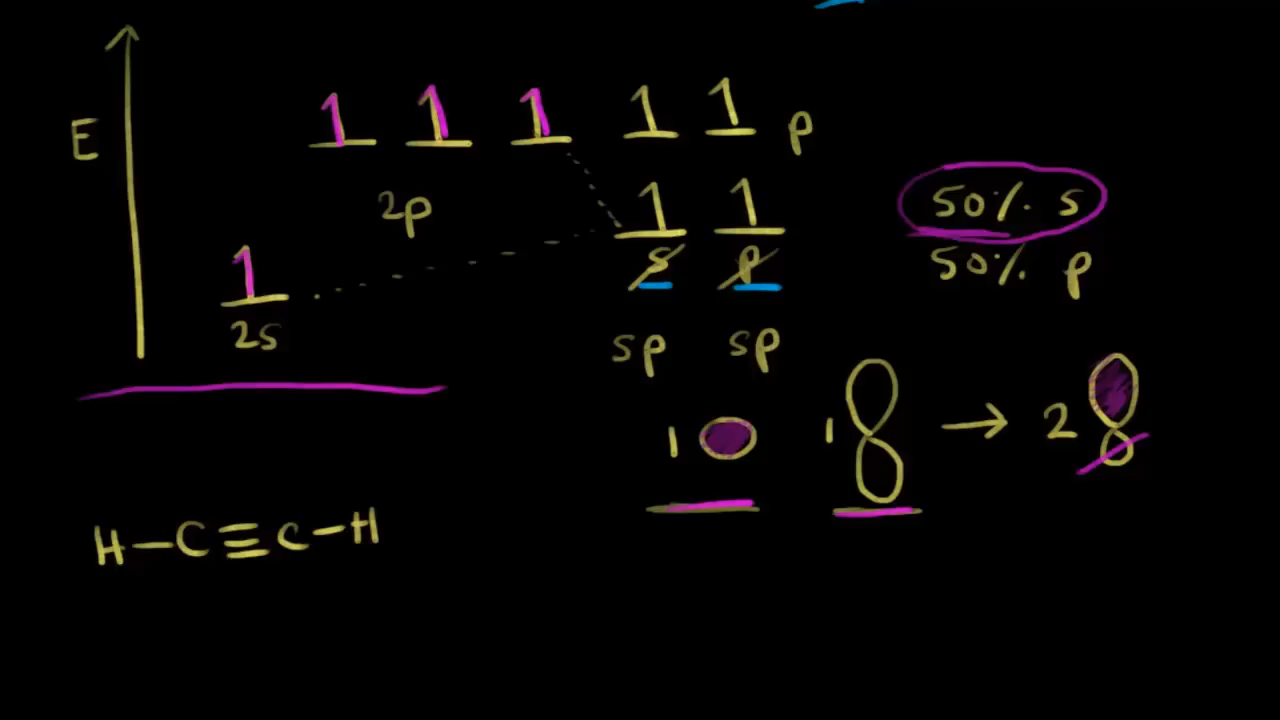 E
1 1 1 1 1 p
2p
1 1
s p
50% s
50% p
1
2s
sp sp
1 1 → 2
H-C≡C-H